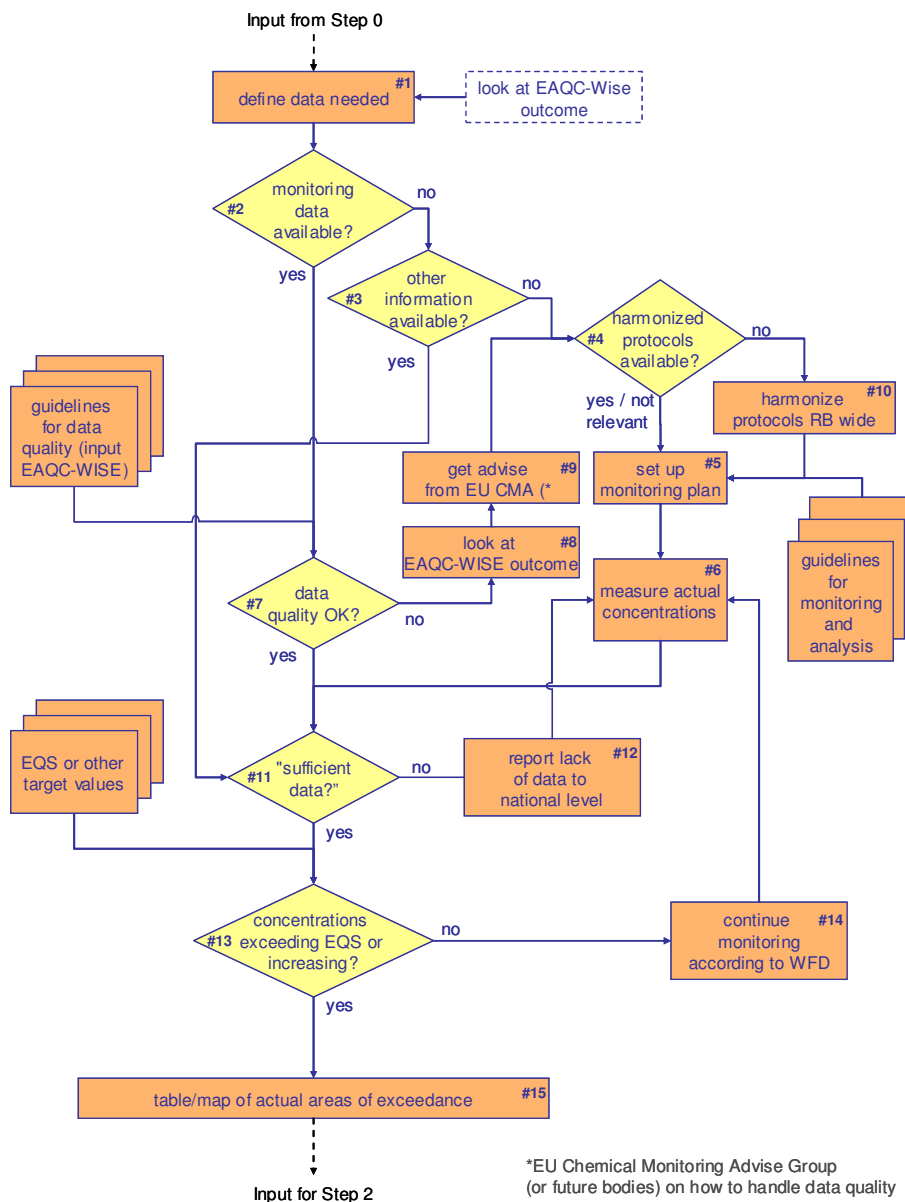 Input from Step 0
#1
define data needed
look at EAQC-Wise
outcome
monitoring
#2
data
available?
no
yes
other
#3
information
available?
no
yes
harmonized
protocols
#4
available?
no
yes / not
relevant
#10
harmonize
protocols RB wide
guidelines
for data
quality (input
EAQC-WISE)
get advise
#9
from EU CMA (*
set up
#5
monitoring plan
look at
#8
EAQC-WISE outcome
#6
measure actual
concentrations
guidelines
for
monitoring
and
analysis
data
#7
quality OK?
no
yes
EQS or other
target values
"sufficient
#11
data?”
no
yes
report lack
#12
of data to
national level
concentrations
#13
exceeding EQS or
increasing?
no
yes
continue
#14
monitoring
according to WFD
#15
table/map of actual areas of exceedance
Input for Step 2
*EU Chemical Monitoring Advise Group
(or future bodies) on how to handle data quality